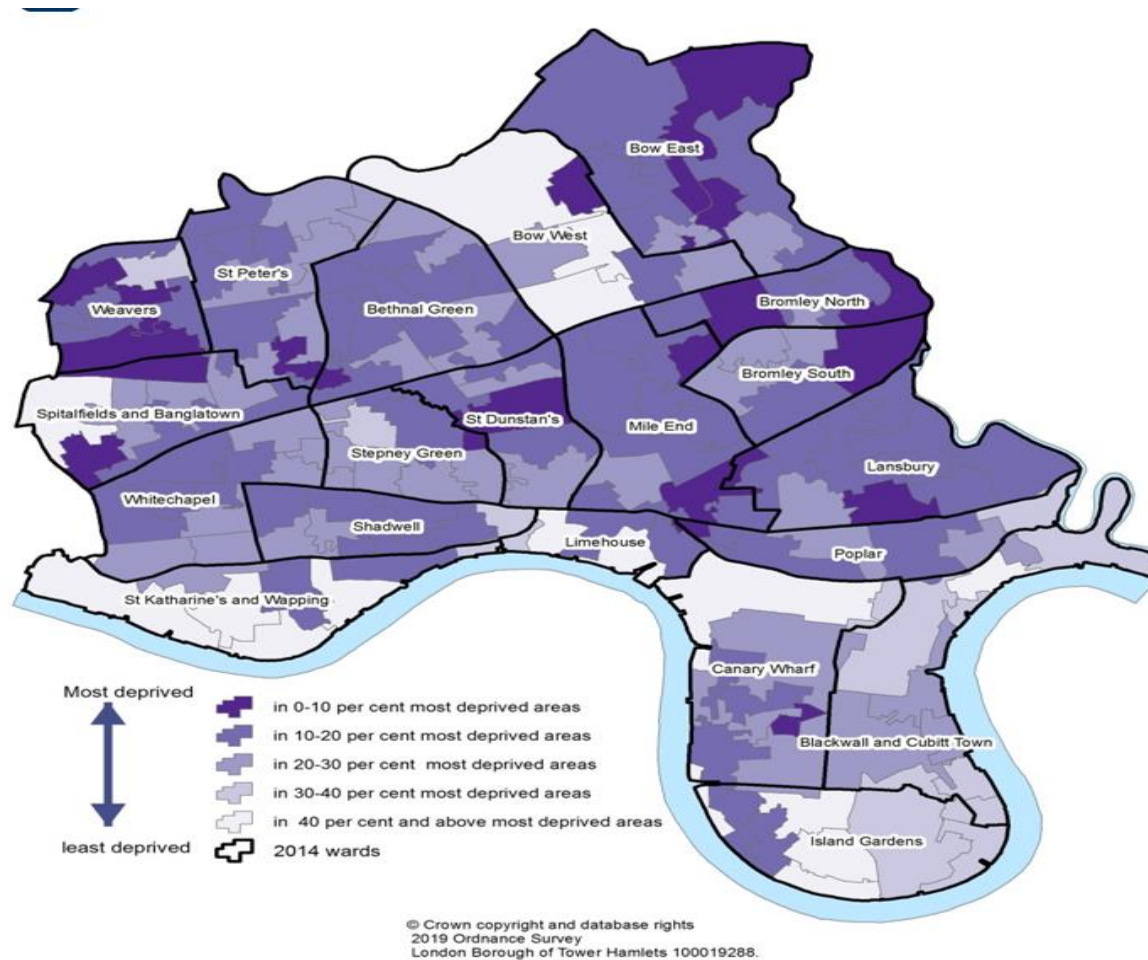 Bow East
Bow West
St Peter's
Weavers
Bethnal Green
Bromley North
Bromley South
Spitalfields and Banglatown
St Dunstan's
Mile End
Stepney Green
Lansbury
Whitechapel
Shadwell
Limehouse
Poplar
St Katharine's and Wapping
Canary Wharf
Blackwall and Cubitt Town
Island Gardens
Most deprived
least deprived
in 0-10 per cent most deprived areas
in 10-20 per cent most deprived areas
in 20-30 per cent most deprived areas
in 30-40 per cent most deprived areas
in 40 per cent and above most deprived areas
2014 wards
© Crown copyright and database rights
2019 Ordnance Survey
London Borough of Tower Hamlets 100019288.